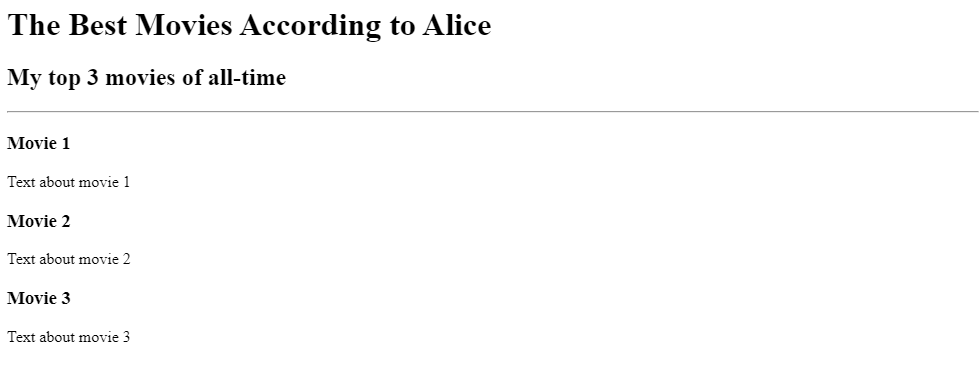 The Best Movies According to Alice
My top 3 movies of all-time
Movie 1
Text about movie 1
Movie 2
Text about movie 2
Movie 3
Text about movie 3